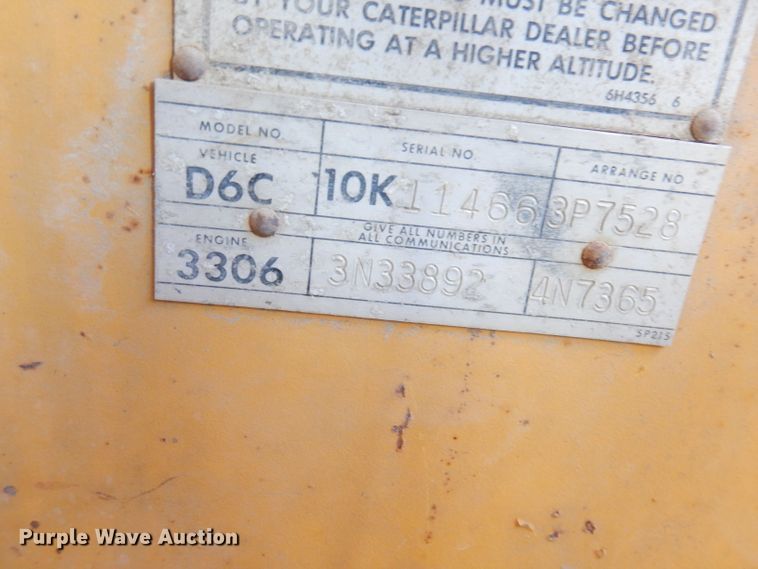 MUST BE CHANGED
BY YOUR CATERPILLAR DEALER BEFORE
OPERATING AT A HIGHER ALTITUDE.
6H4356 6
MODEL NO.
SERIAL NO.
ARRANGE NO
VEHICLE
D6C
10K 11466
3P7528
GIVE ALL NUMBERS IN
ALL COMMUNICATIONS
ENGINE
3306
3N33892
4N7365
5P215
Purple Wave Auction